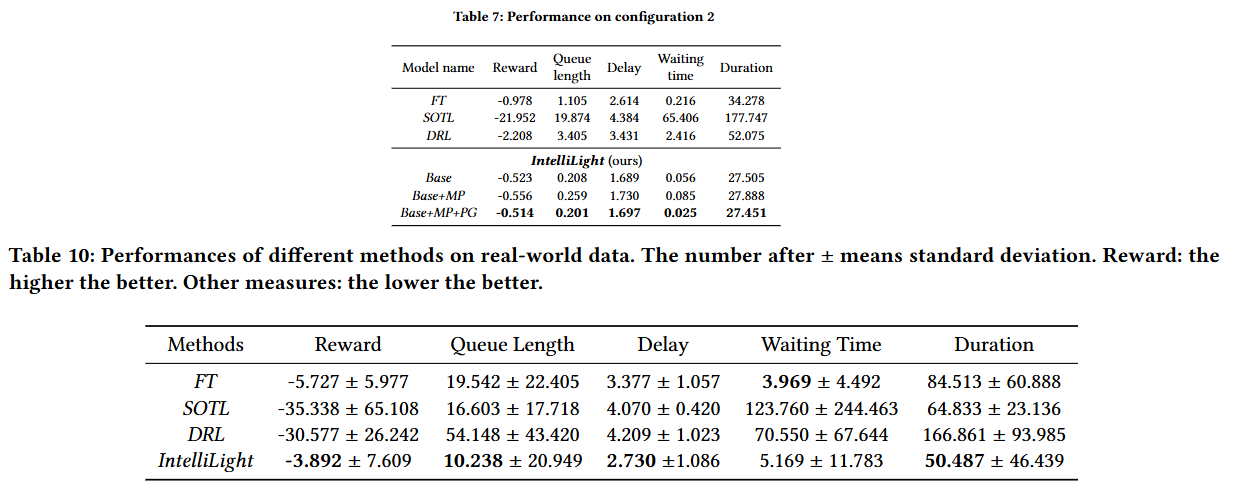 Table 7: Performance on configuration 2
Model name Reward Queue length Delay Waiting time Duration
FT -0.978 1.105 2.614 0.216 34.278
SOTL -21.952 19.874 4.384 65.406 177.747
DRL -2.208 3.405 3.431 2.416 52.075
IntelliLight (ours)
Base -0.523 0.208 1.689 0.056 27.505
Base+MP -0.556 0.259 1.730 0.085 27.888
Base+MP+PG -0.514 0.201 1.697 0.025 27.451
Table 10: Performances of different methods on real-world data. The number after ± means standard deviation. Reward: the
higher the better. Other measures: the lower the better.
Methods Reward Queue Length Delay Waiting Time Duration
FT -5.727 ± 5.977 19.542 ± 22.405 3.377 ± 1.057 3.969 ± 4.492 84.513 ± 60.888
SOTL -35.338 ± 65.108 16.603 ± 17.718 4.070 ± 0.420 123.760 ± 244.463 64.833 ± 23.136
DRL -30.577 ± 26.242 54.148 ± 43.420 4.209 ± 1.023 70.550 ± 67.644 166.861 ± 93.985
IntelliLight -3.892 ± 7.609 10.238 ± 20.949 2.730 ±1.086 5.169 ± 11.783 50.487 ± 46.439